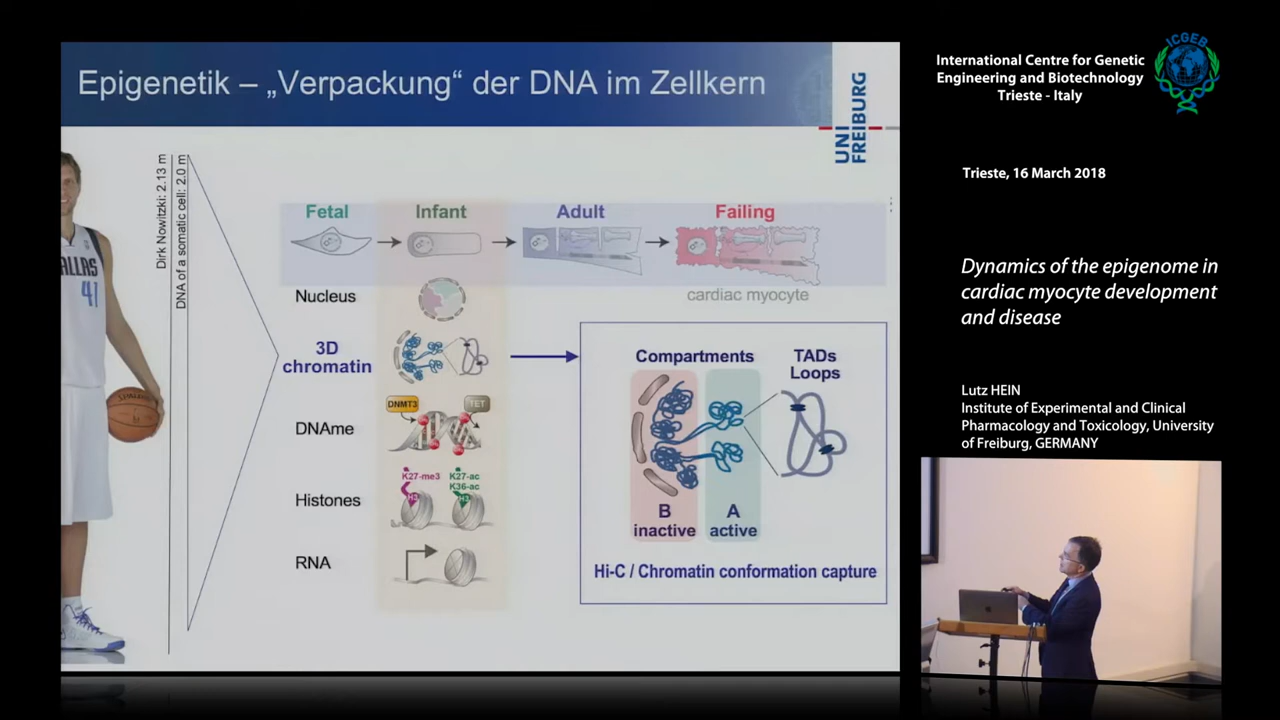 Epigenetik – „Verpackung“ der DNA im Zellkern
UNI
FREIBURG
Dirk Nowitzki: 2.13 m
DNA of a somatic cell: 2.0 m
ALLAS
41
SPALDING
Fetal
Infant
Adult
Failing
Nucleus
cardiac myocyte
3D
chromatin
DNAme
DNMT3
TET
Histones
K27-me3
K27-ac
K36-ac
H3
H3
RNA
Compartments
TADs
Loops
B
inactive
A
active
Hi-C / Chromatin conformation capture
ICGEB
International Centre for Genetic
Engineering and Biotechnology
Trieste - Italy
Trieste, 16 March 2018
Dynamics of the epigenome in
cardiac myocyte development
and disease
Lutz HEIN
Institute of Experimental and Clinical
Pharmacology and Toxicology, University
of Freiburg, GERMANY